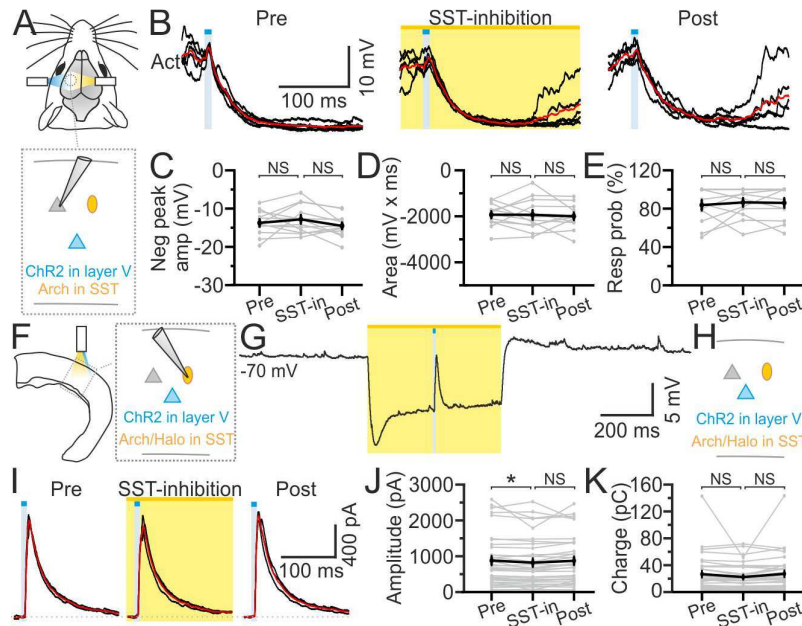 A
B
Pre
SST-inhibition
Post
Act
100 ms
10 mV
ChR2 in layer V
Arch in SST
C
Neg peak
amp (mV)
0
-10
-20
-30
NS
NS
Pre
SST-in
Post
D
Area (mV x ms)
0
-2000
-4000
NS
NS
Pre
SST-in
Post
E
Resp prob (%)
120
80
40
0
NS
NS
Pre
SST-in
Post
F
ChR2 in layer V
Arch/Halo in SST
G
-70 mV
200 ms
5 mV
H
ChR2 in layer V
Arch/Halo in SST
I
Pre
SST-inhibition
Post
100 ms
400 pA
J
Amplitude (pA)
3000
2000
1000
0
*
NS
Pre
SST-in
Post
K
Charge (pC)
160
120
80
40
0
NS
NS
Pre
SST-in
Post